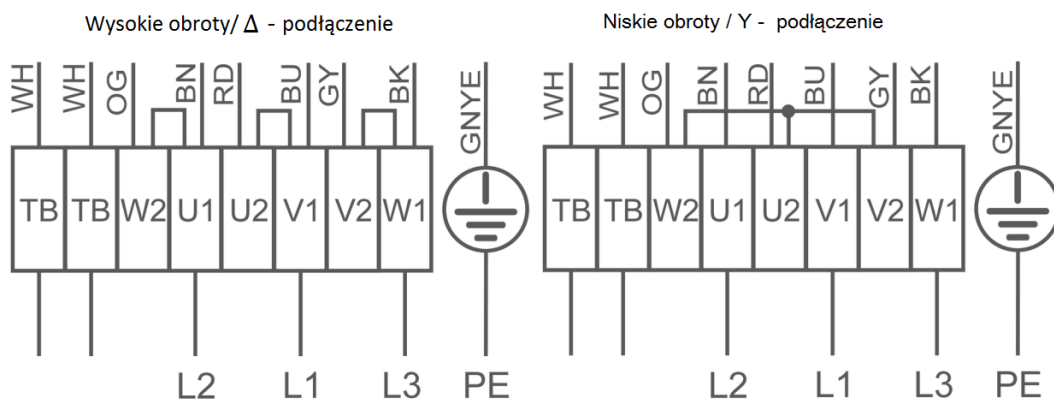 Wysokie obroty/ Δ - podłączenie
WH WH OG BN RD BU GY BK GNYE
TB TB W2 U1 U2 V1 V2 W1
L2 L1 L3 PE
Niskie obroty / Y - podłączenie
WH WH OG BN RD BU GY BK GNYE
TB TB W2 U1 U2 V1 V2 W1
L2 L1 L3 PE